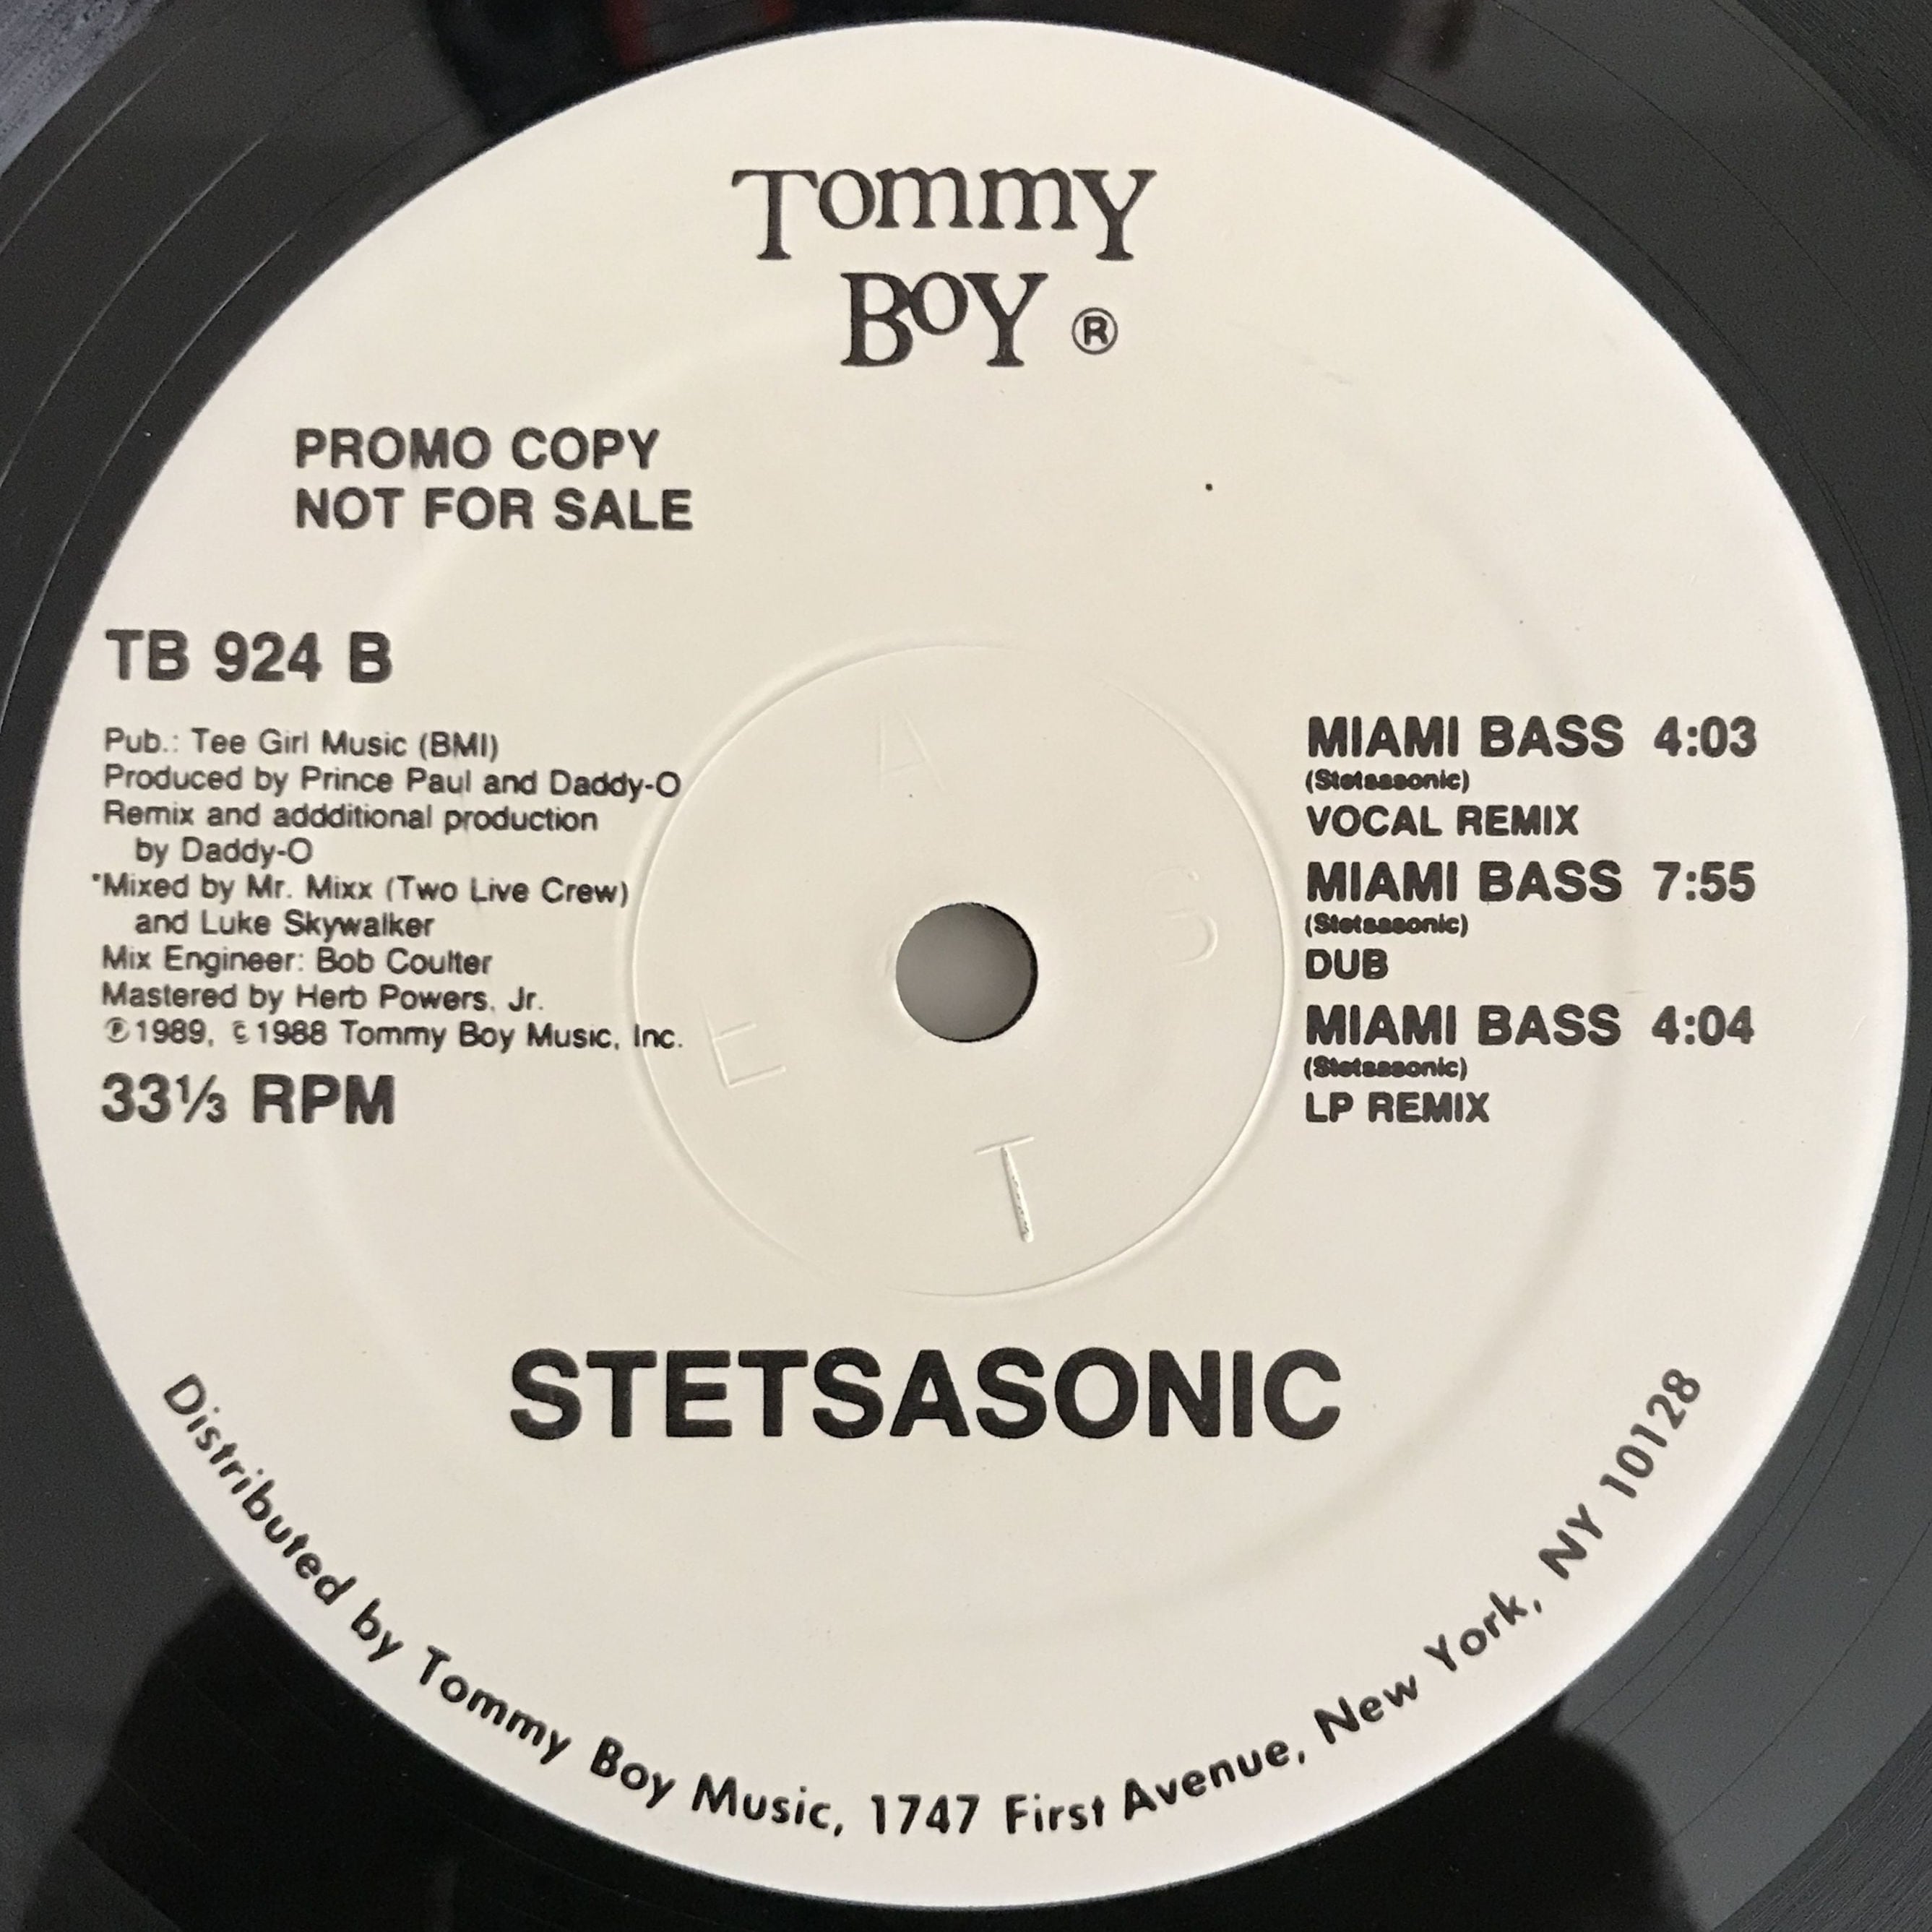 Tommy
Boy ®
PROMO COPY
NOT FOR SALE
TB 924 B
Pub.: Tee Girl Music (BMI)
Produced by Prince Paul and Daddy-O
Remix and addditional production
by Daddy-O
*Mixed by Mr. Mixx (Two Live Crew)
and Luke Skywalker
Mix Engineer: Bob Coulter
Mastered by Herb Powers, Jr.
℗1989, ©1988 Tommy Boy Music, Inc.
33⅓ RPM
MIAMI BASS 4:03
(Stetsasonic)
VOCAL REMIX
MIAMI BASS 7:55
(Stetsasonic)
DUB
MIAMI BASS 4:04
(Stetsasonic)
LP REMIX
E A S T
STETSASONIC
Distributed by Tommy Boy Music, 1747 First Avenue, New York, NY 10128